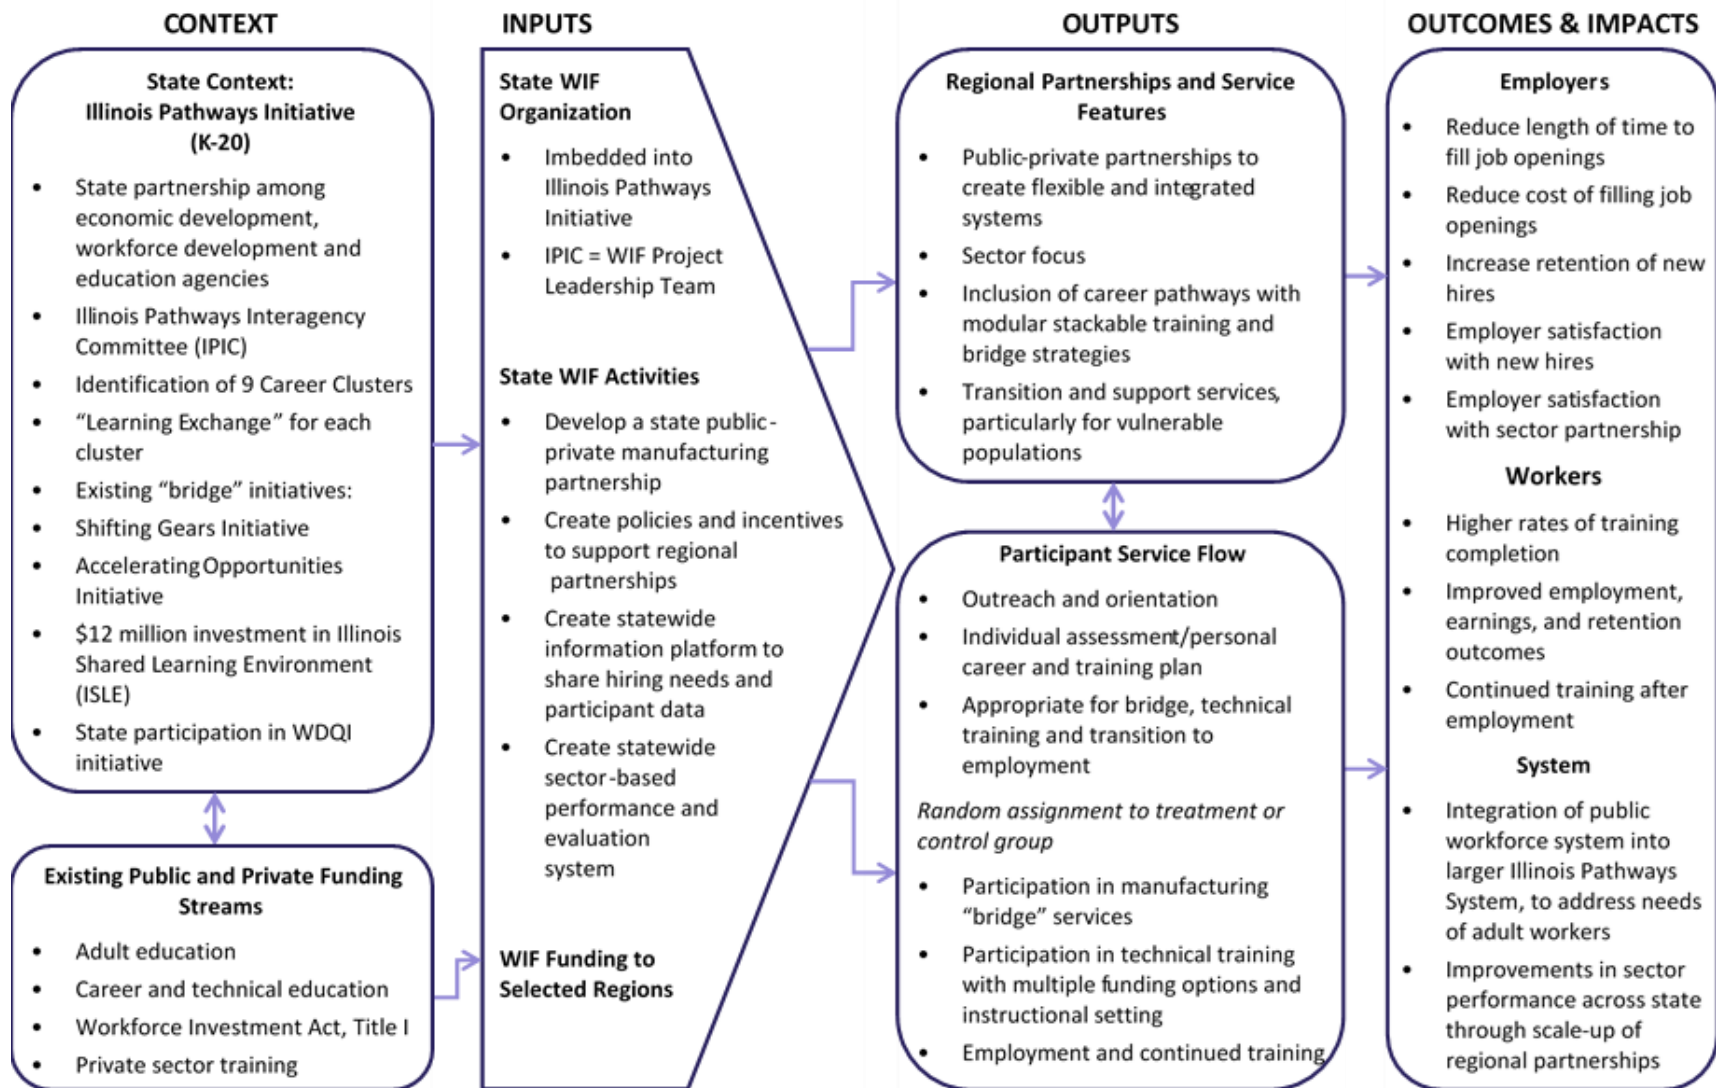 CONTEXT
State Context:
Illinois Pathways Initiative
(K-20)
• State partnership among
economic development,
workforce development and
education agencies
• Illinois Pathways Interagency
Committee (IPIC)
• Identification of 9 Career Clusters
• “Learning Exchange” for each
cluster
• Existing “bridge” initiatives:
• Shifting Gears Initiative
• Accelerating Opportunities
Initiative
• $12 million investment in Illinois
Shared Learning Environment
(ISLE)
• State participation in WDQI
initiative
Existing Public and Private Funding
Streams
• Adult education
• Career and technical education
• Workforce Investment Act, Title I
• Private sector training
INPUTS
State WIF
Organization
• Imbedded into
Illinois Pathways
Initiative
• IPIC = WIF Project
Leadership Team
State WIF Activities
• Develop a state public-
private manufacturing
partnership
• Create policies and incentives
to support regional
partnerships
• Create statewide
information platform to
share hiring needs and
participant data
• Create statewide
sector-based
performance and
evaluation
system
WIF Funding to
Selected Regions
OUTPUTS
Regional Partnerships and Service
Features
• Public-private partnerships to
create flexible and integrated
systems
• Sector focus
• Inclusion of career pathways with
modular stackable training and
bridge strategies
• Transition and support services,
particularly for vulnerable
populations
Participant Service Flow
• Outreach and orientation
• Individual assessment/personal
career and training plan
• Appropriate for bridge, technical
training and transition to
employment
Random assignment to treatment or
control group
• Participation in manufacturing
“bridge” services
• Participation in technical training
with multiple funding options and
instructional setting
• Employment and continued training
OUTCOMES & IMPACTS
Employers
• Reduce length of time to
fill job openings
• Reduce cost of filling job
openings
• Increase retention of new
hires
• Employer satisfaction
with new hires
• Employer satisfaction
with sector partnership
Workers
• Higher rates of training
completion
• Improved employment,
earnings, and retention
outcomes
• Continued training after
employment
System
• Integration of public
workforce system into
larger Illinois Pathways
System, to address needs
of adult workers
• Improvements in sector
performance across state
through scale-up of
regional partnerships